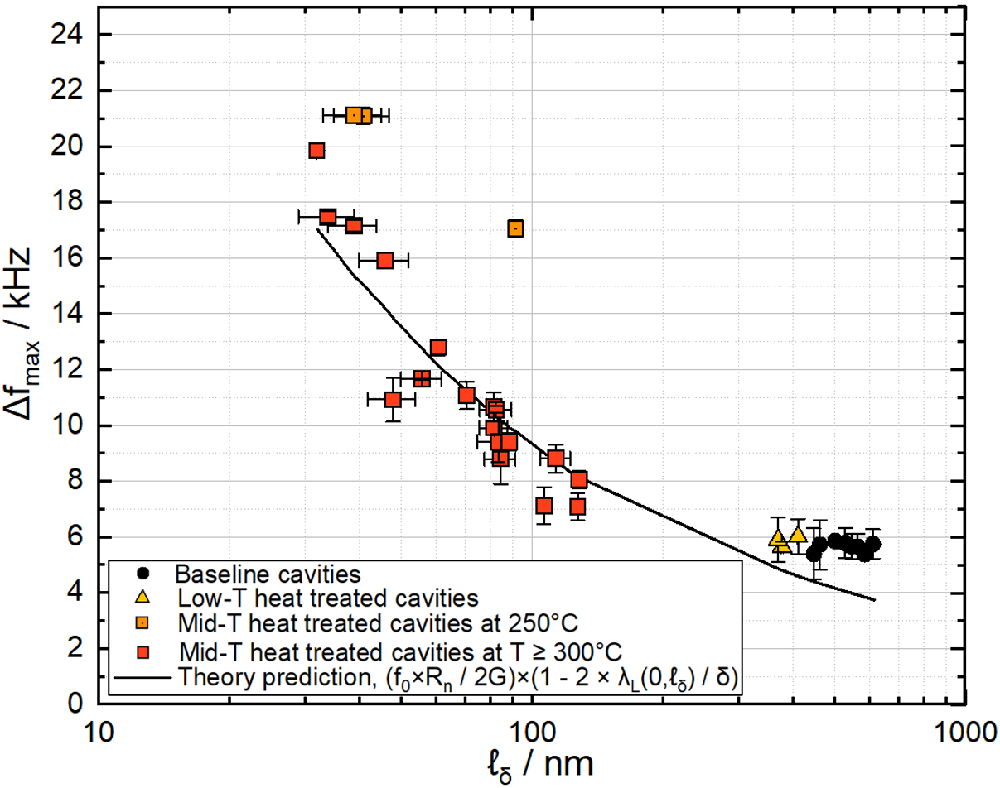 24
22
20
18
16
14
12
10
8
6
4
2
0
Δf_max / kHz
Baseline cavities
Low-T heat treated cavities
Mid-T heat treated cavities at 250°C
Mid-T heat treated cavities at T ≥ 300°C
Theory prediction, (f₀×Rₙ / 2G)×(1 - 2 × λ_L(0,ℓ_δ) / δ)
10 100 1000
ℓ_δ / nm